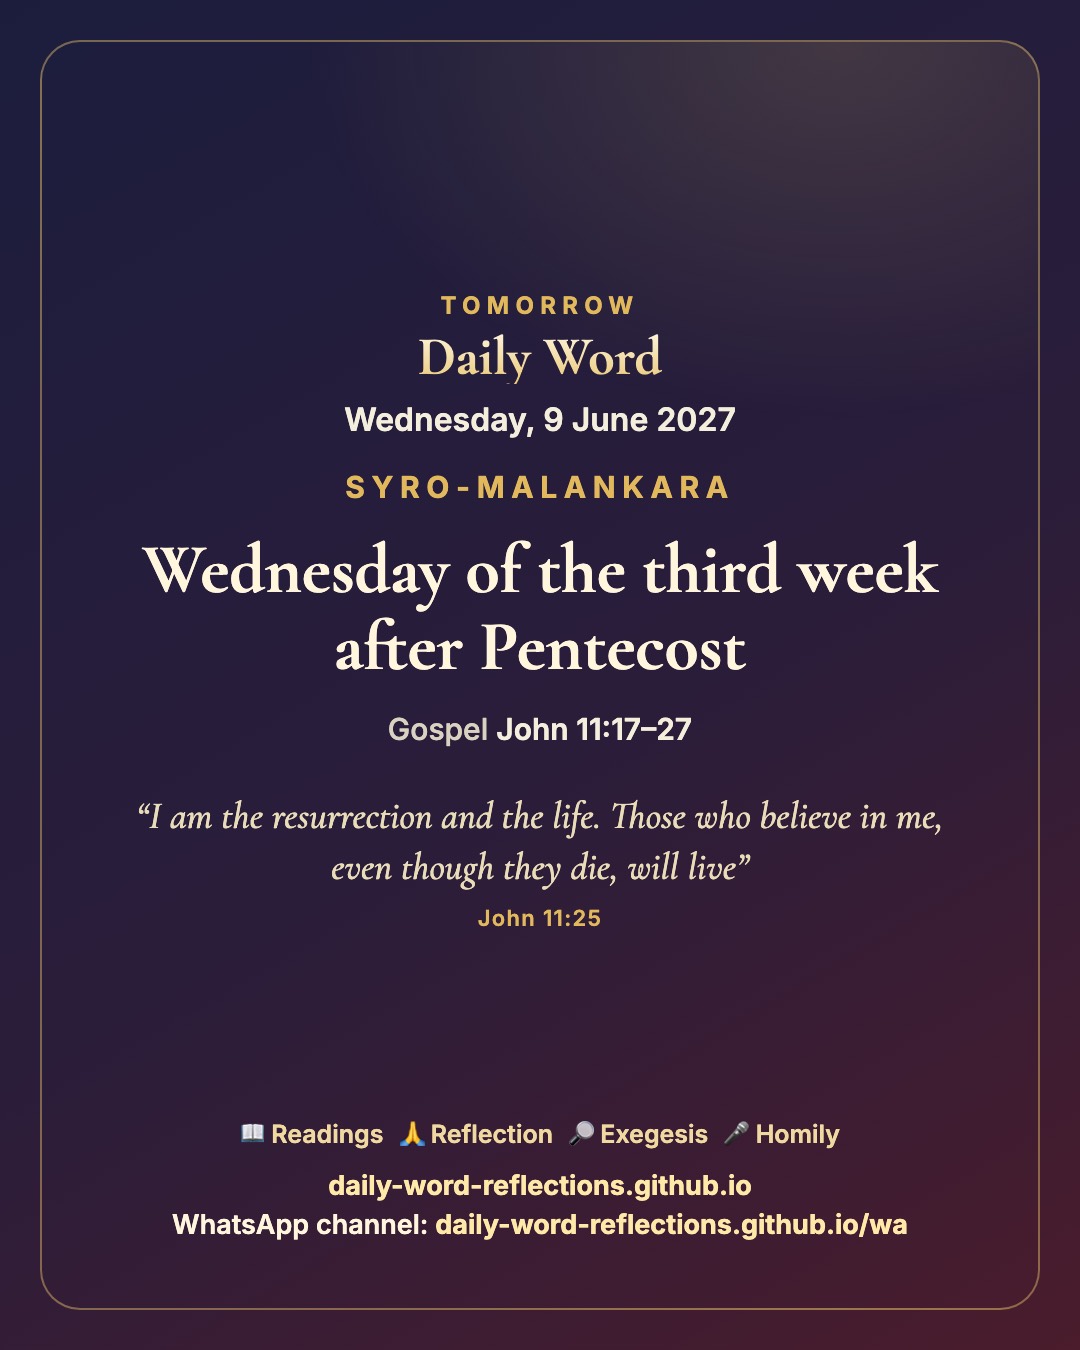 TOMORROW
Daily Word
Wednesday, 9 June 2027
SYRO-MALANKARA
Wednesday of the third week
after Pentecost
Gospel John 11:17–27
“I am the resurrection and the life. Those who believe in me,
even though they die, will live”
John 11:25
📖 Readings 🙏 Reflection 🔎 Exegesis 🎤 Homily
daily-word-reflections.github.io
WhatsApp channel: daily-word-reflections.github.io/wa